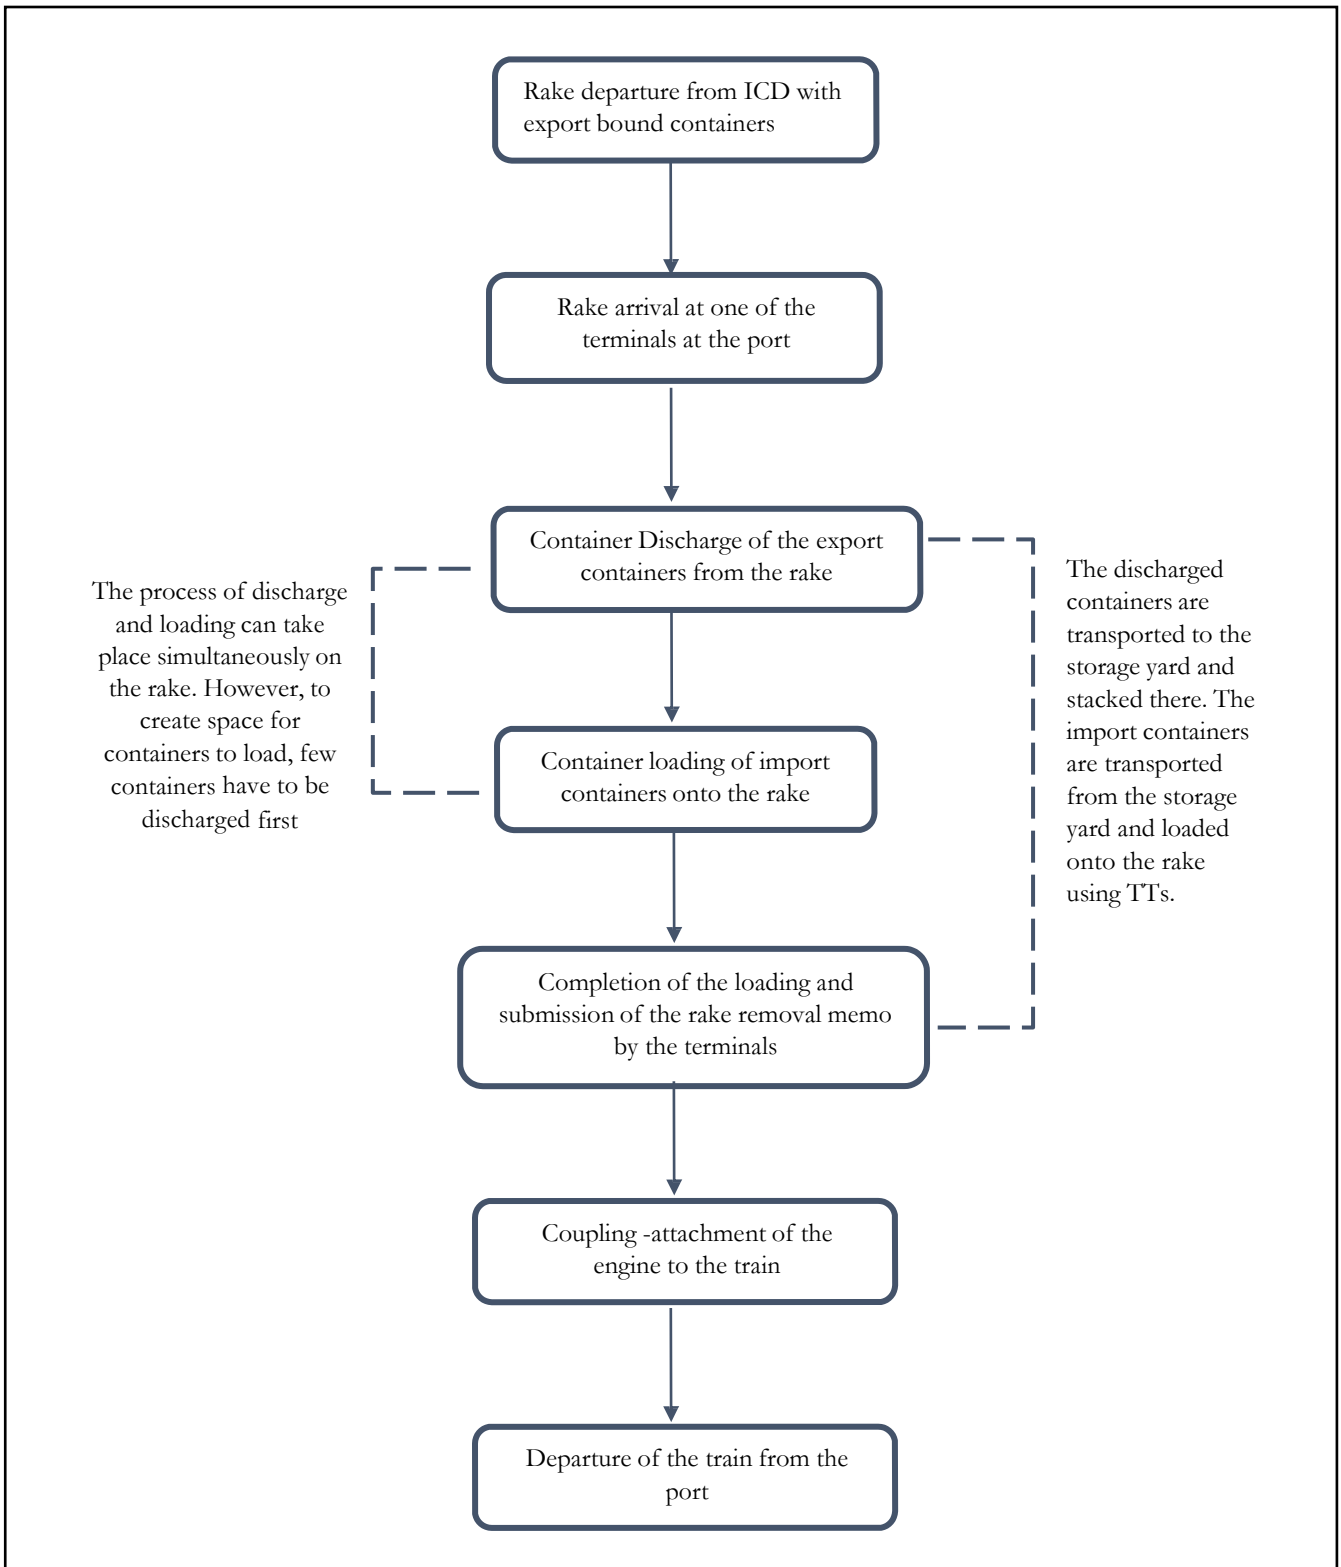 Rake departure from ICD with
export bound containers
Rake arrival at one of the
terminals at the port
Container Discharge of the export
containers from the rake
The process of discharge
and loading can take
place simultaneously on
the rake. However, to
create space for
containers to load, few
containers have to be
discharged first
The discharged
containers are
transported to the
storage yard and
stacked there. The
import containers
are transported
from the storage
yard and loaded
onto the rake
using TTs.
Container loading of import
containers onto the rake
Completion of the loading and
submission of the rake removal memo
by the terminals
Coupling -attachment of the
engine to the train
Departure of the train from the
port